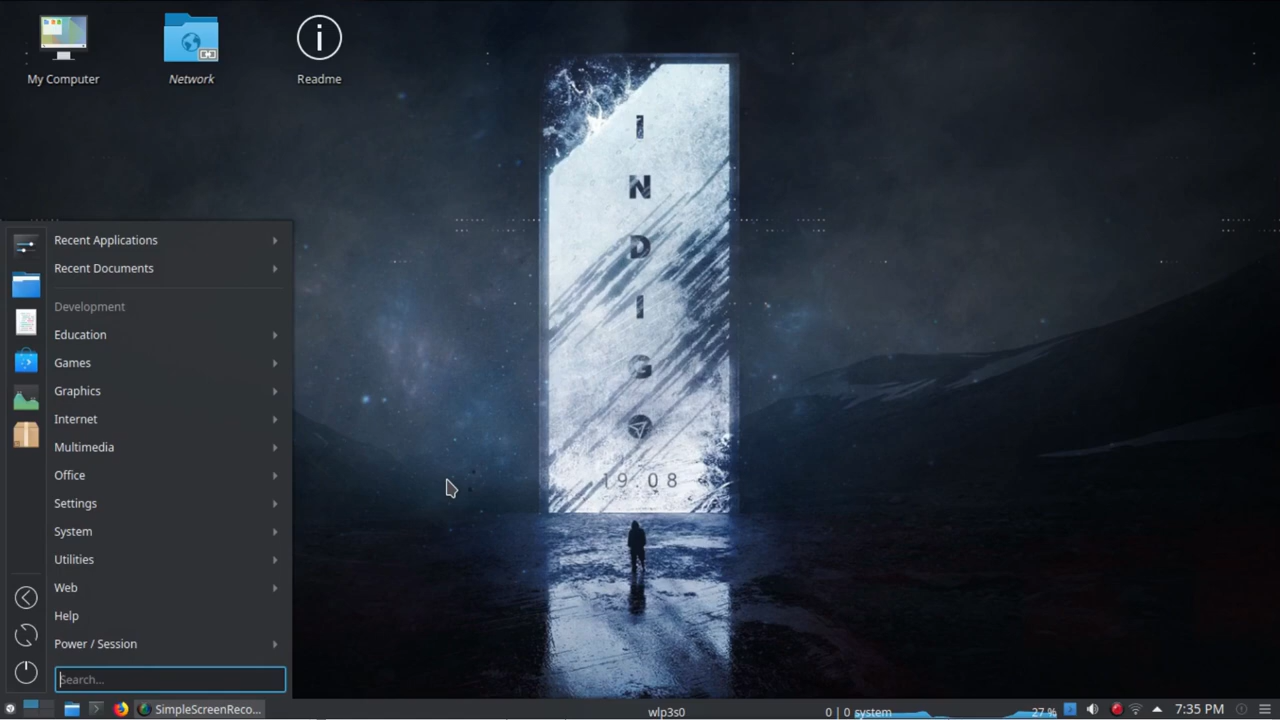 My Computer
Network
Readme
I
N
D
I
G
O
19.08
Recent Applications
Recent Documents
Development
Education
Games
Graphics
Internet
Multimedia
Office
Settings
System
Utilities
Web
Help
Power / Session
Search...
SimpleScreenReco...
wlp3s0
0 | 0 system
27 %
7:35 PM